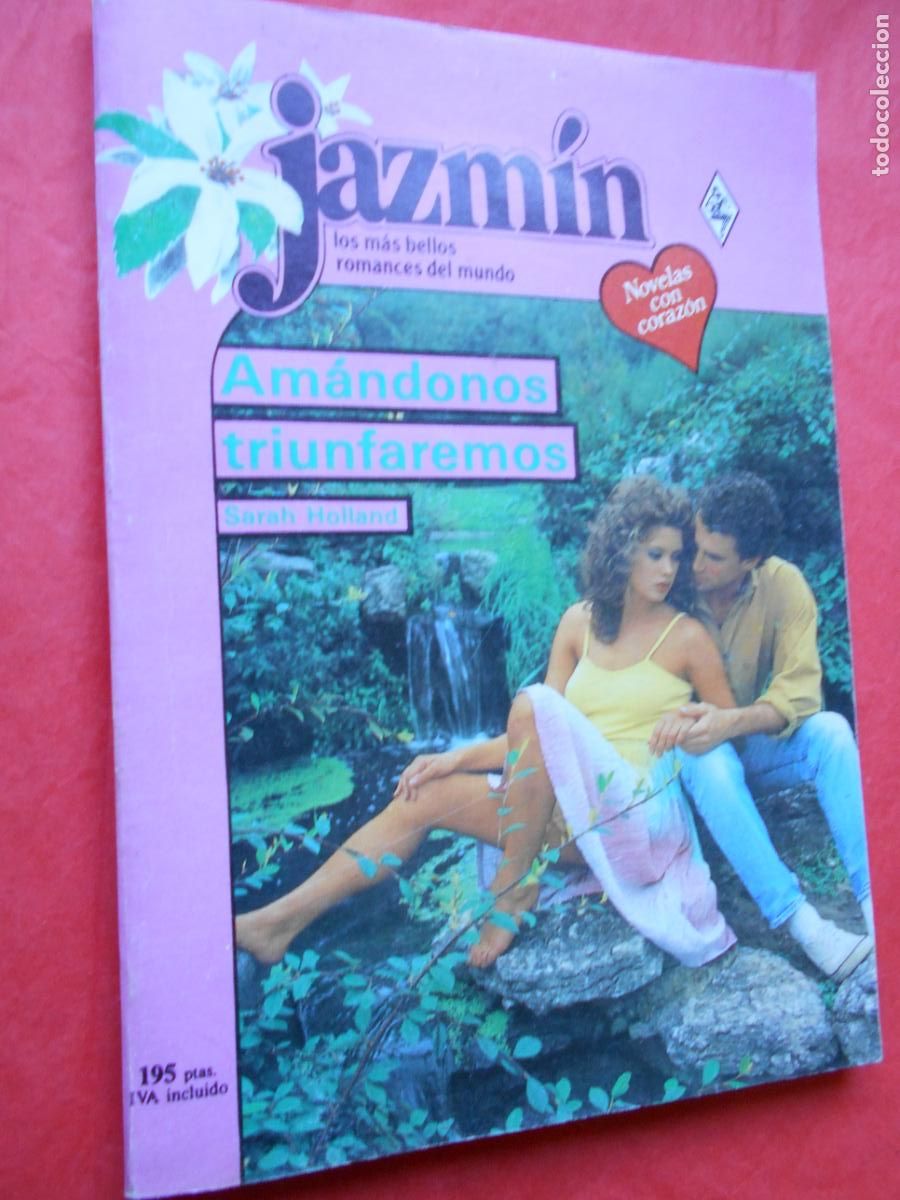 jazmín
los más bellos
romances del mundo
Novelas
con
corazón
Amándonos
triunfaremos
Sarah Holland
195 ptas.
IVA incluido
todocoleccion